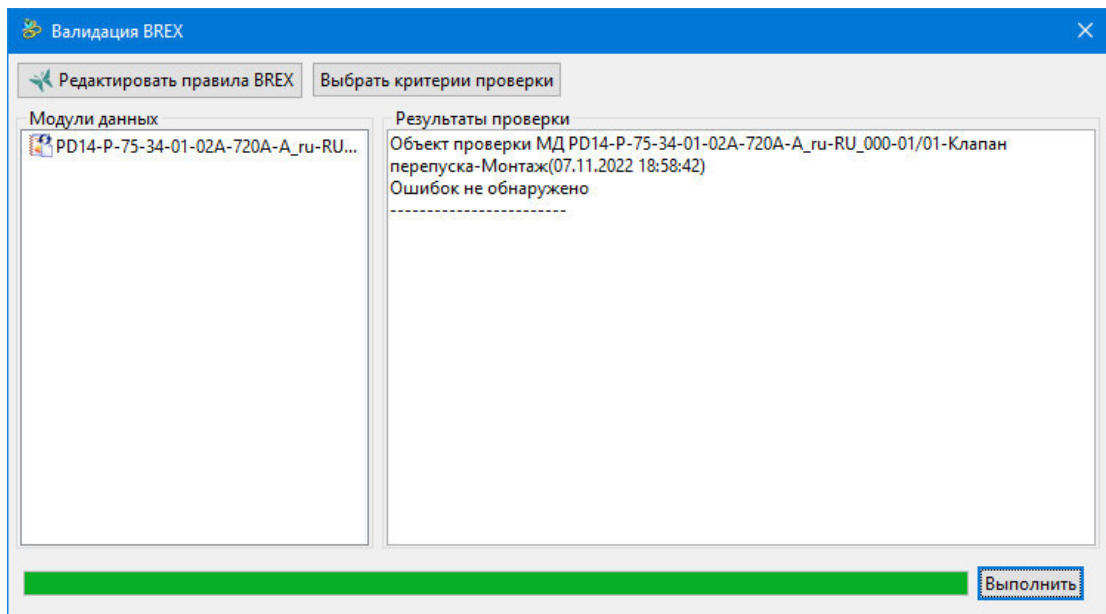 Валидация BREX
Редактировать правила BREX
Выбрать критерии проверки
Модули данных
PD14-P-75-34-01-02A-720A-A_ru-RU...
Результаты проверки
Объект проверки МД PD14-P-75-34-01-02A-720A-A_ru-RU_000-01/01-Клапан
перепуска-Монтаж(07.11.2022 18:58:42)
Ошибок не обнаружено
------------------------
Выполнить